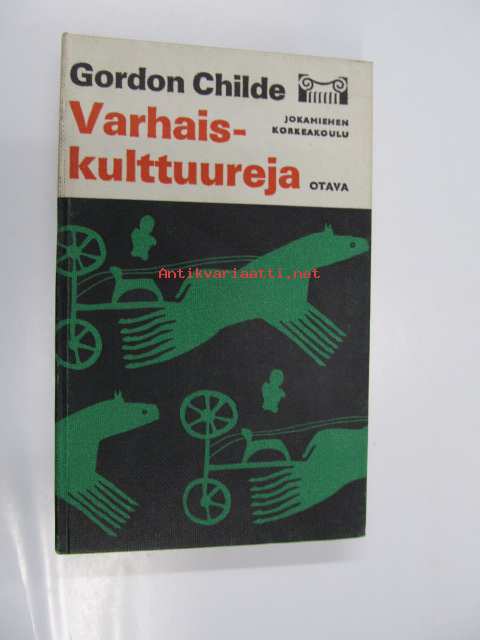 Gordon Childe
JOKAMIEHEN
KORKEAKOULU
Varhais-
kulttuureja
OTAVA
Antikvariaatti.net